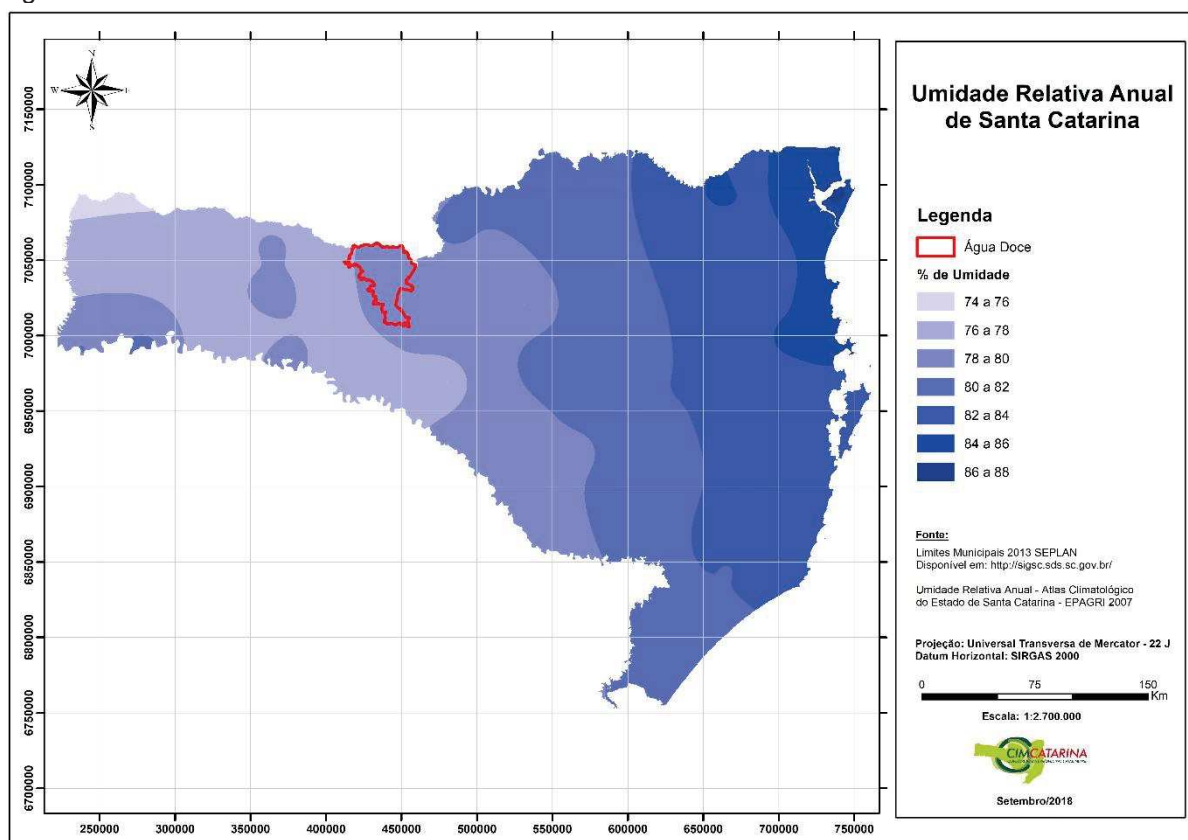 N
W
E
S
7150000
7100000
7050000
7000000
6950000
6900000
6850000
6800000
6750000
6700000
250000 300000 350000 400000 450000 500000 550000 600000 650000 700000 750000
Umidade Relativa Anual
de Santa Catarina
Legenda
Água Doce
% de Umidade
74 a 76
76 a 78
78 a 80
80 a 82
82 a 84
84 a 86
86 a 88
Fonte:
Limites Municipais 2013 SEPLAN
Disponível em: http://sigsc.sds.sc.gov.br/
Umidade Relativa Anual - Atlas Climatológico
do Estado de Santa Catarina - EPAGRI 2007
Projeção: Universal Transversa de Mercator - 22 J
Datum Horizontal: SIRGAS 2000
0 75 150
Km
Escala: 1:2.700.000
CIMCATARINA
Setembro/2018